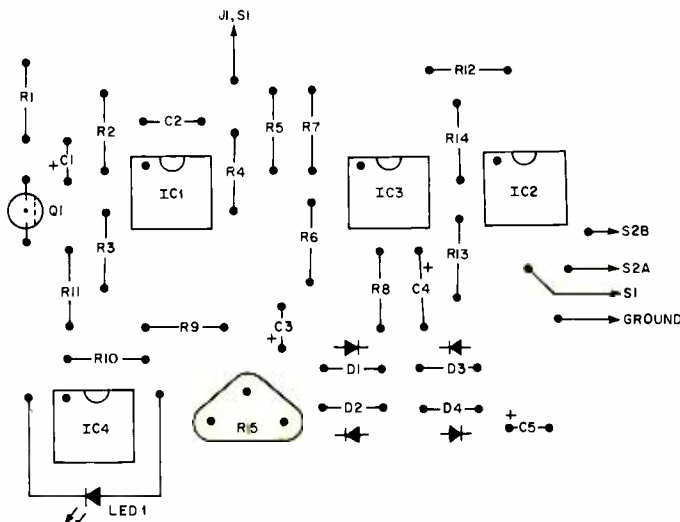 J1, S1
R12
R1
R2
C2
R5
R7
R14
+
C1
R4
IC1
IC3
IC2
Q1
R3
R6
R13
S2B
+
S2A
R11
R8
C4
S1
R9
C3
+
GROUND
R10
D1
D3
D2
D4
+
C5
IC4
R15
LED1